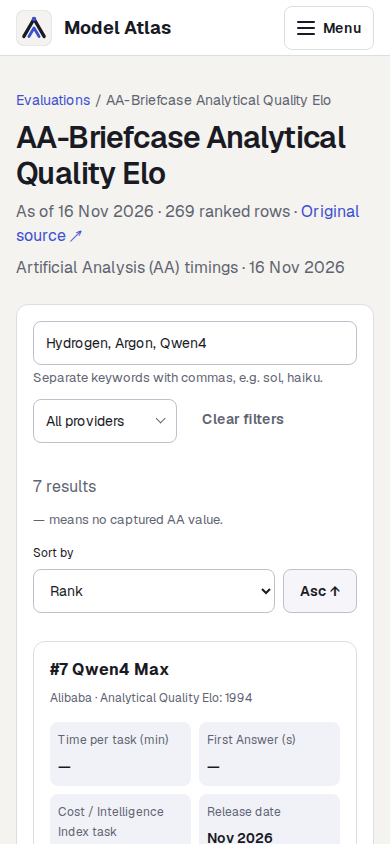 Model Atlas
Menu
Evaluations / AA-Briefcase Analytical Quality Elo
AA-Briefcase Analytical
Quality Elo
As of 16 Nov 2026 · 269 ranked rows · Original
source ↗
Artificial Analysis (AA) timings · 16 Nov 2026
Hydrogen, Argon, Qwen4
Separate keywords with commas, e.g. sol, haiku.
All providers
Clear filters
7 results
— means no captured AA value.
Sort by
Rank
Asc ↑
#7 Qwen4 Max
Alibaba · Analytical Quality Elo: 1994
Time per task (min)
—
First Answer (s)
—
Cost / Intelligence
Index task
Release date
Nov 2026